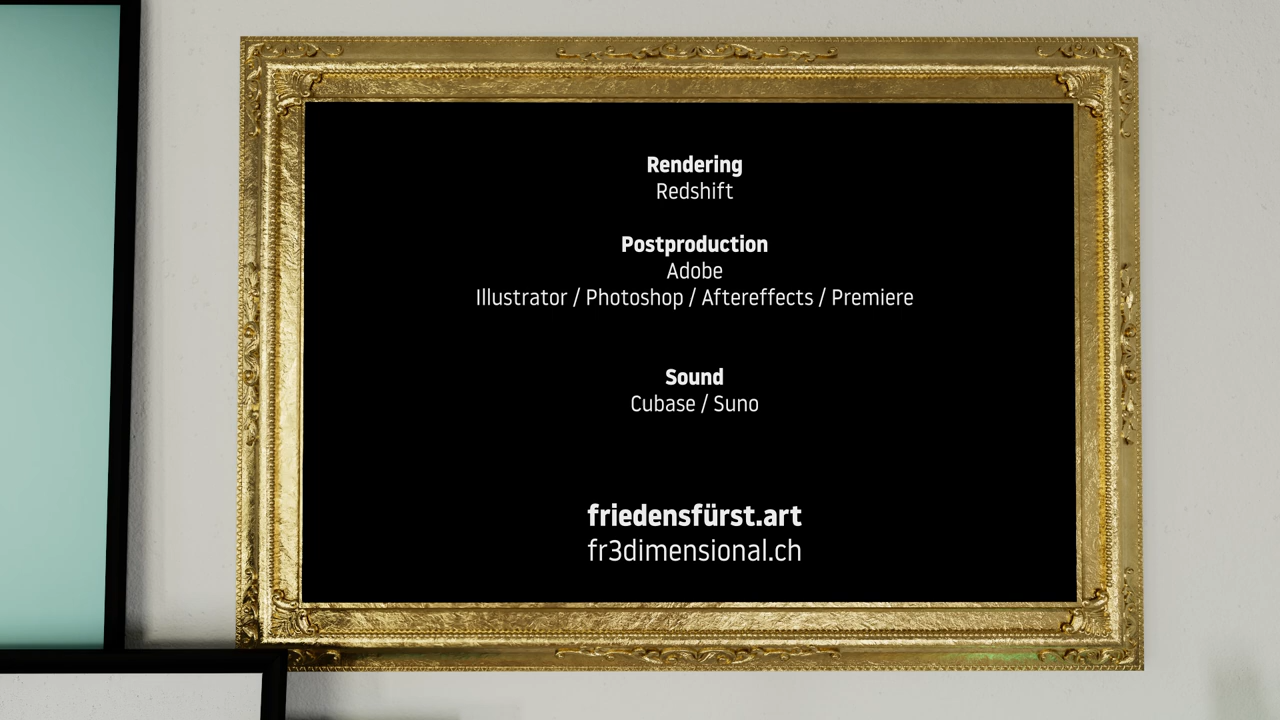 Rendering
Redshift
Postproduction
Adobe
Illustrator / Photoshop / Aftereffects / Premiere
Sound
Cubase / Suno
friedensfürst.art
fr3dimensional.ch